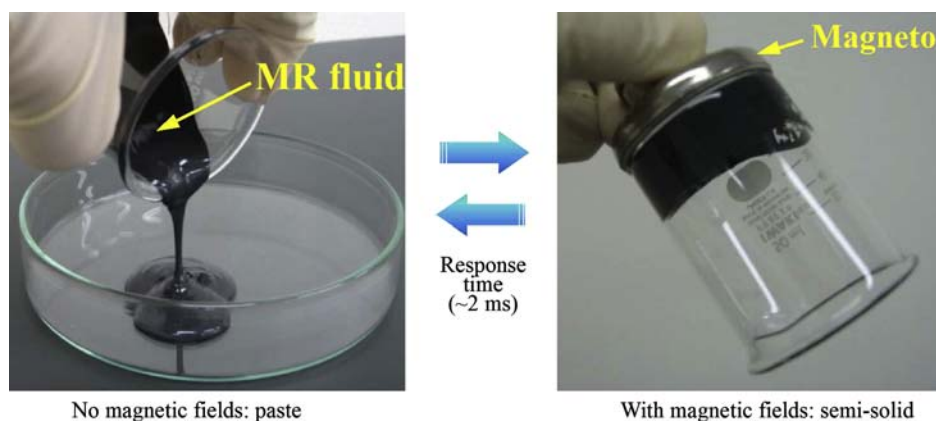 MR fluid
Magneto
Response
time
(~2 ms)
No magnetic fields: paste
With magnetic fields: semi-solid